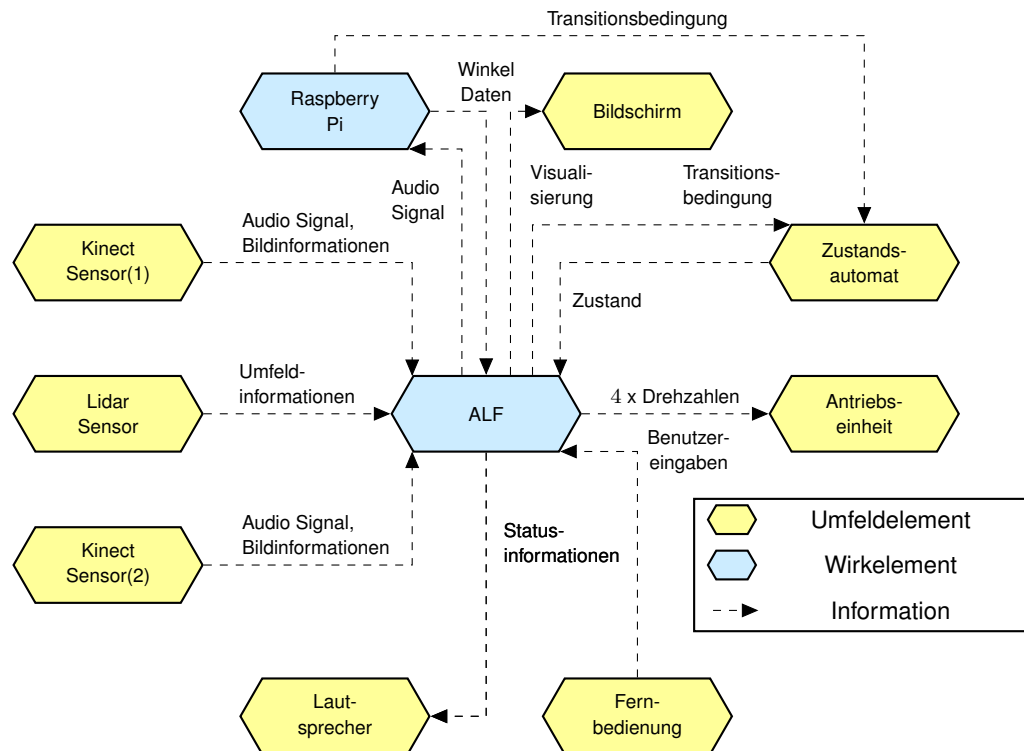 Transitionsbedingung
Raspberry
Pi
Winkel
Daten
Bildschirm
Audio
Signal
Visuali-
sierung
Transitions-
bedingung
Kinect
Sensor(1)
Audio Signal,
Bildinformationen
Zustands-
automat
Zustand
Lidar
Sensor
Umfeld-
informationen
ALF
4 x Drehzahlen
Antriebs-
einheit
Benutzer-
eingaben
Kinect
Sensor(2)
Audio Signal,
Bildinformationen
Status-
informationen
Umfeldelement
Wirkelement
Information
Laut-
sprecher
Fern-
bedienung